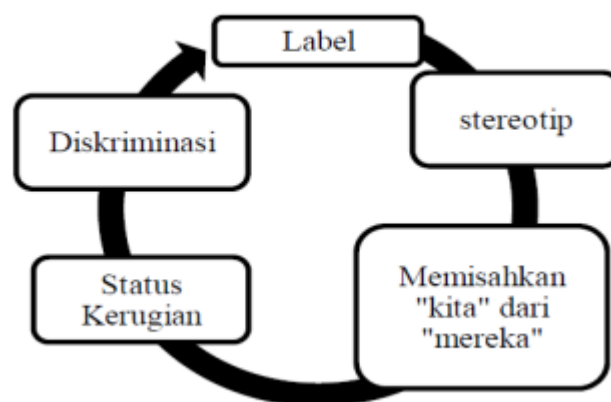 Label
stereotip
Memisahkan
"kita" dari
"mereka"
Status
Kerugian
Diskriminasi